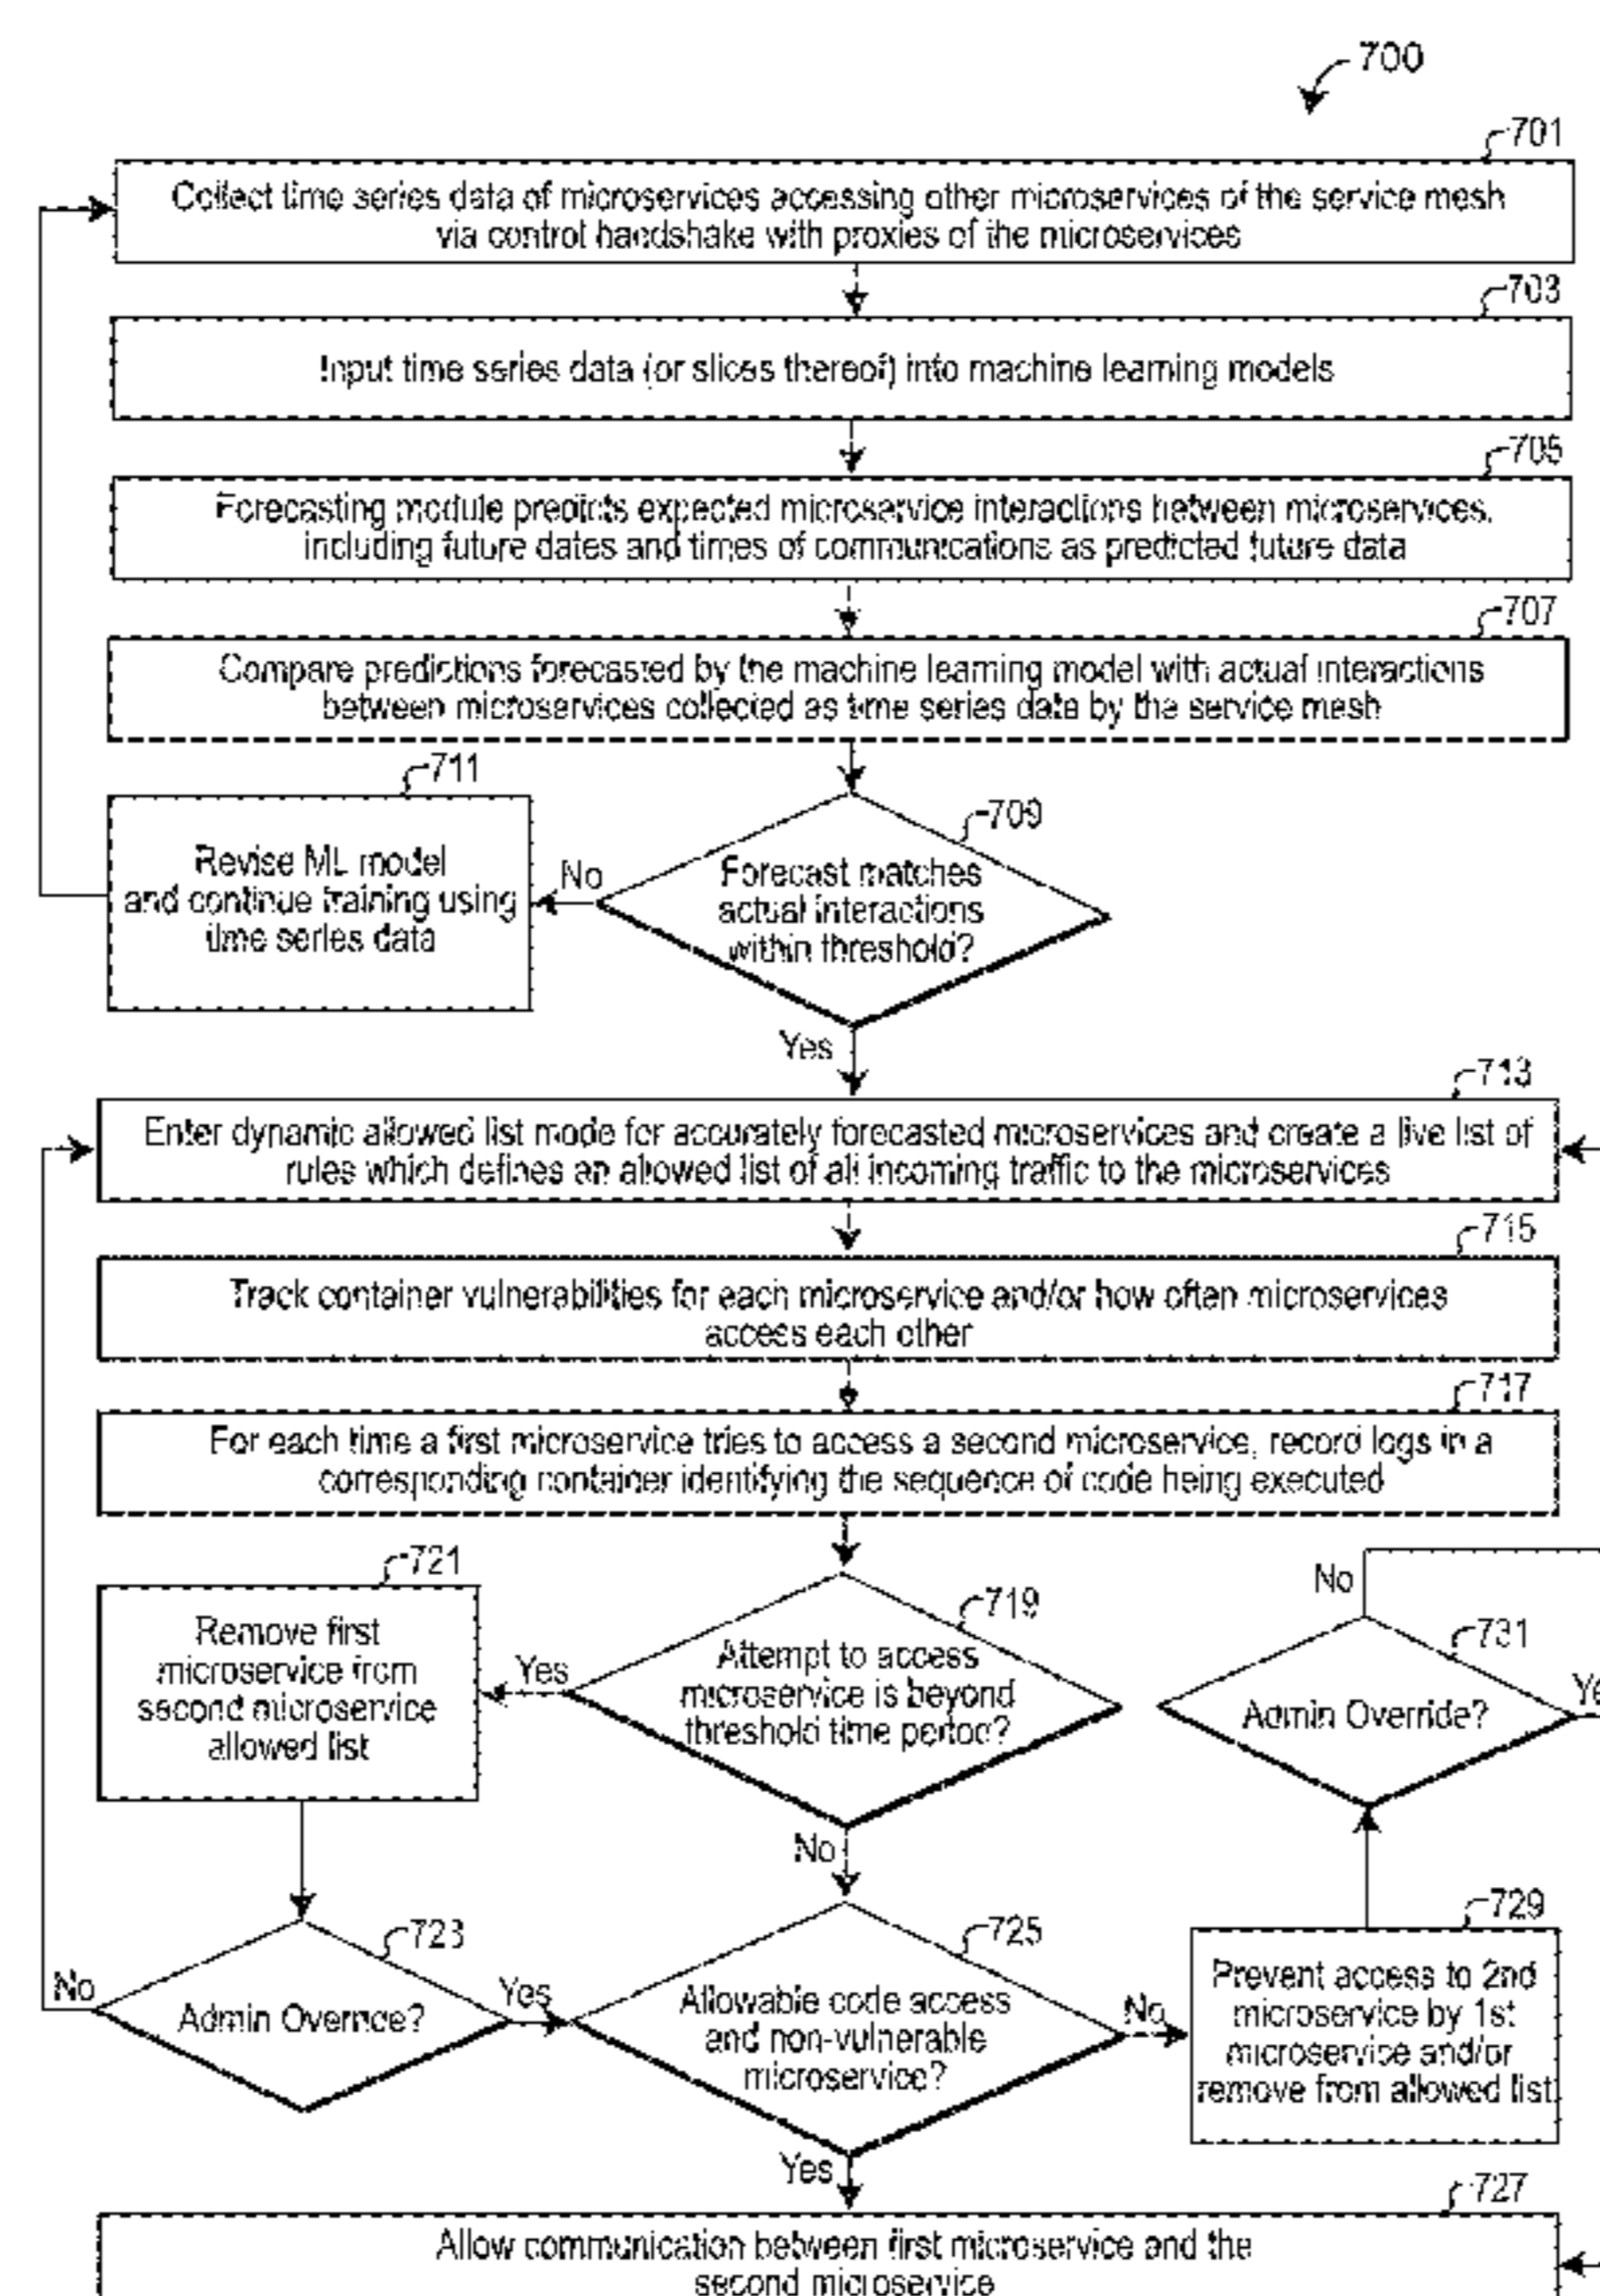 700
701
Collect time series data of microservices accessing other microservices of the service mesh
via control handshake with proxies of the microservices
703
Input time series data (or slices thereof) into machine learning models
705
Forecasting module predicts expected microservice interactions between microservices,
including future dates and times of communications as predicted future data
707
Compare predictions forecasted by the machine learning model with actual interactions
between microservices collected as time series data by the service mesh
711
Revise ML model
and continue training using
time series data
No
709
Forecast matches
actual interactions
within threshold?
Yes
713
Enter dynamic allowed list mode for accurately forecasted microservices and create a live list of
rules which defines an allowed list of all incoming traffic to the microservices
715
Track container vulnerabilities for each microservice and/or how often microservices
access each other
717
For each time a first microservice tries to access a second microservice, record logs in a
corresponding container identifying the sequence of code being executed
721
Remove first
microservice from
second microservice
allowed list
Yes
719
Attempt to access
microservice is beyond
threshold time period?
No
No
731
Admin Override?
Ye
723
No
Admin Override?
Yes
725
Allowable code access
and non-vulnerable
microservice?
No
729
Prevent access to 2nd
microservice by 1st
microservice and/or
remove from allowed list
Yes
727
Allow communication between first microservice and the
second microservice